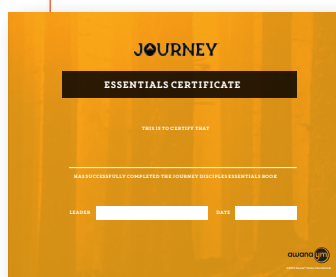 JOURNEY
ESSENTIALS CERTIFICATE
THIS IS TO CERTIFY THAT
HAS SUCCESSFULLY COMPLETED THE JOURNEY DISCIPLES ESSENTIALS BOOK
LEADER
DATE
awana ym